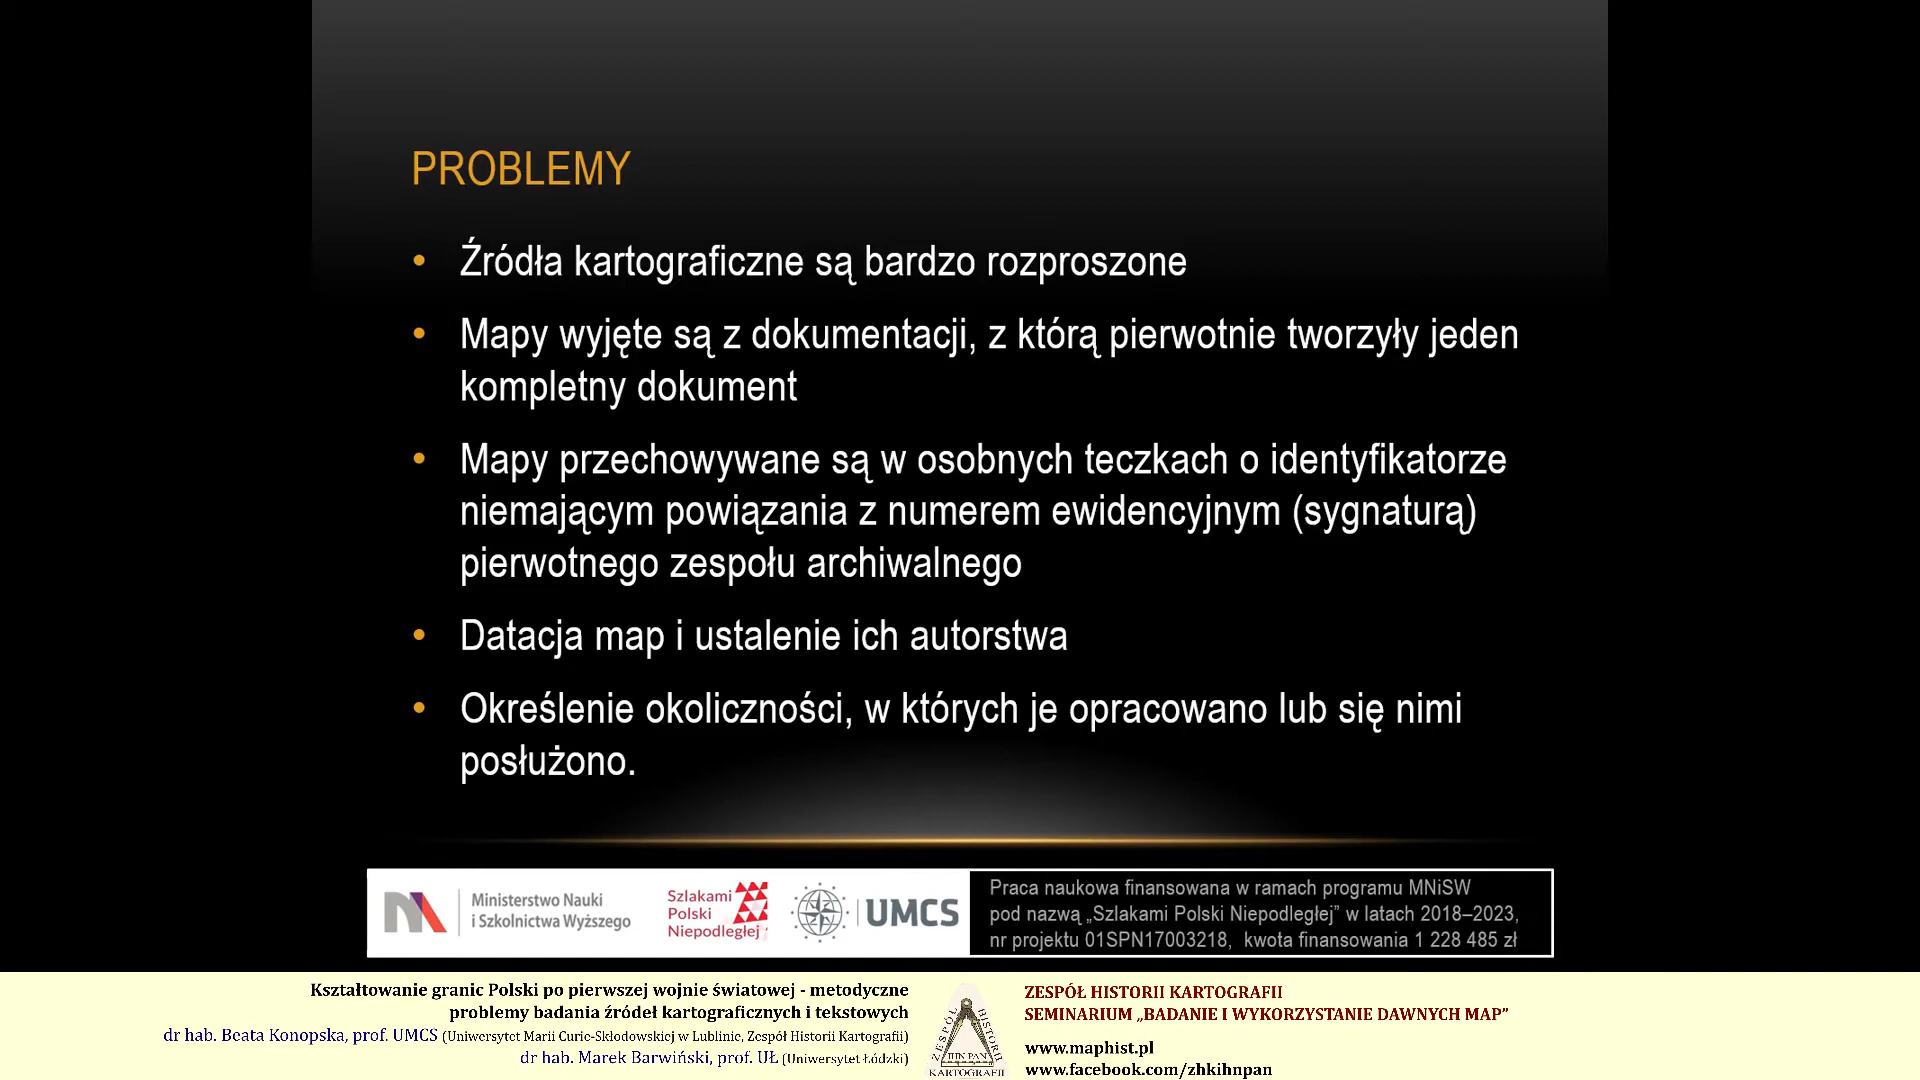 PROBLEMY
• Źródła kartograficzne są bardzo rozproszone
• Mapy wyjęte są z dokumentacji, z którą pierwotnie tworzyły jeden
kompletny dokument
• Mapy przechowywane są w osobnych teczkach o identyfikatorze
niemającym powiązania z numerem ewidencyjnym (sygnaturą)
pierwotnego zespołu archiwalnego
• Datacja map i ustalenie ich autorstwa
• Określenie okoliczności, w których je opracowano lub się nimi
posłużono.
Ministerstwo Nauki
i Szkolnictwa Wyższego
Szlakami
Polski
Niepodległej
UMCS
Praca naukowa finansowana w ramach programu MNiSW
pod nazwą „Szlakami Polski Niepodległej” w latach 2018–2023,
nr projektu 01SPN17003218, kwota finansowania 1 228 485 zł
Kształtowanie granic Polski po pierwszej wojnie światowej - metodyczne
problemy badania źródeł kartograficznych i tekstowych
dr hab. Beata Konopska, prof. UMCS (Uniwersytet Marii Curie-Skłodowskiej w Lublinie, Zespół Historii Kartografii)
dr hab. Marek Barwiński, prof. UŁ (Uniwersytet Łódzki)
ZESPÓŁ HISTORII
IHN PAN
KARTOGRAFII
ZESPÓŁ HISTORII KARTOGRAFII
SEMINARIUM „BADANIE I WYKORZYSTANIE DAWNYCH MAP”
www.maphist.pl
www.facebook.com/zhkihnpan